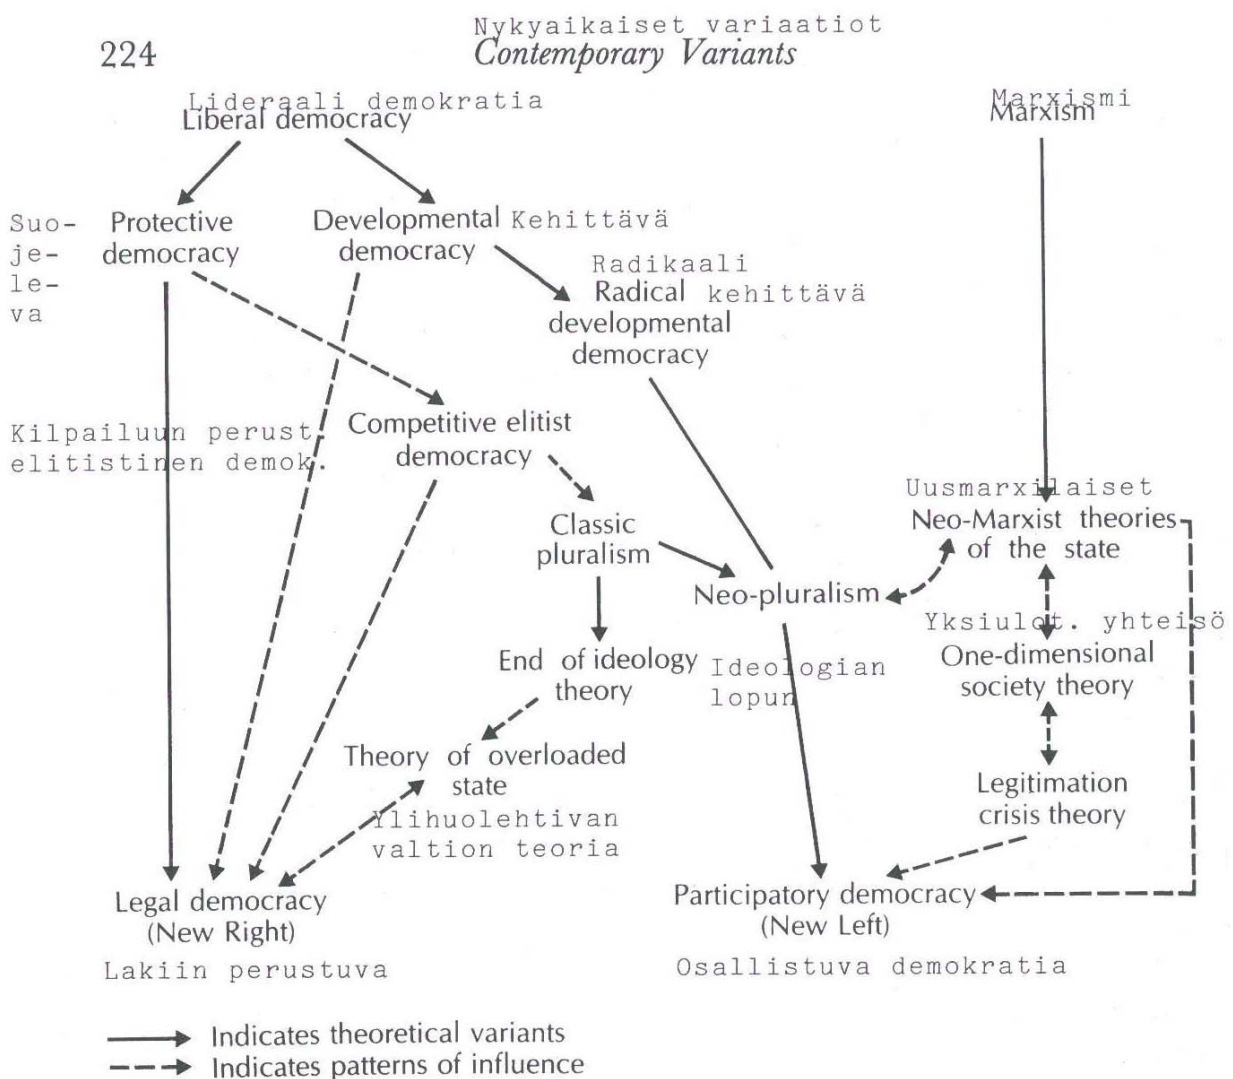 Nykyaikaiset variaatiot
224
Contemporary Variants
Lideraali demokratia
Liberal democracy
Marxismi
Marxism
Suo-
je-
le-
va
Protective
democracy
Developmental
democracy
Kehittävä
Radikaali
kehittävä
Radical
developmental
democracy
Kilpailuun perust.
elitistinen demok.
Competitive elitist
democracy
Classic
pluralism
Uusmarxilaiset
Neo-Marxist theories
of the state
Neo-pluralism
Yksiulot. yhteisö
One-dimensional
society theory
End of ideology
theory
Ideologian
lopun
Theory of overloaded
state
Ylihuolehtivan
valtion teoria
Legitimation
crisis theory
Legal democracy
(New Right)
Lakiin perustuva
Participatory democracy
(New Left)
Osallistuva demokratia
Indicates theoretical variants
Indicates patterns of influence